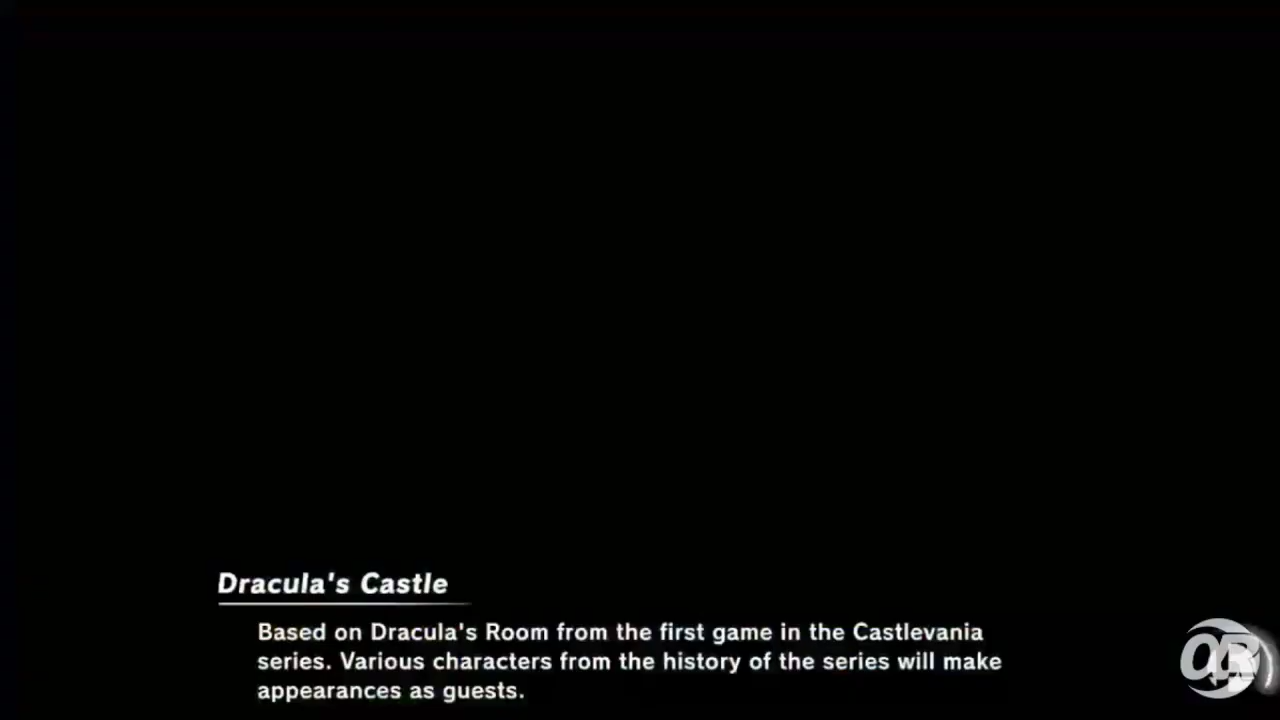 Dracula's Castle
Based on Dracula's Room from the first game in the Castlevania
series. Various characters from the history of the series will make
appearances as guests.